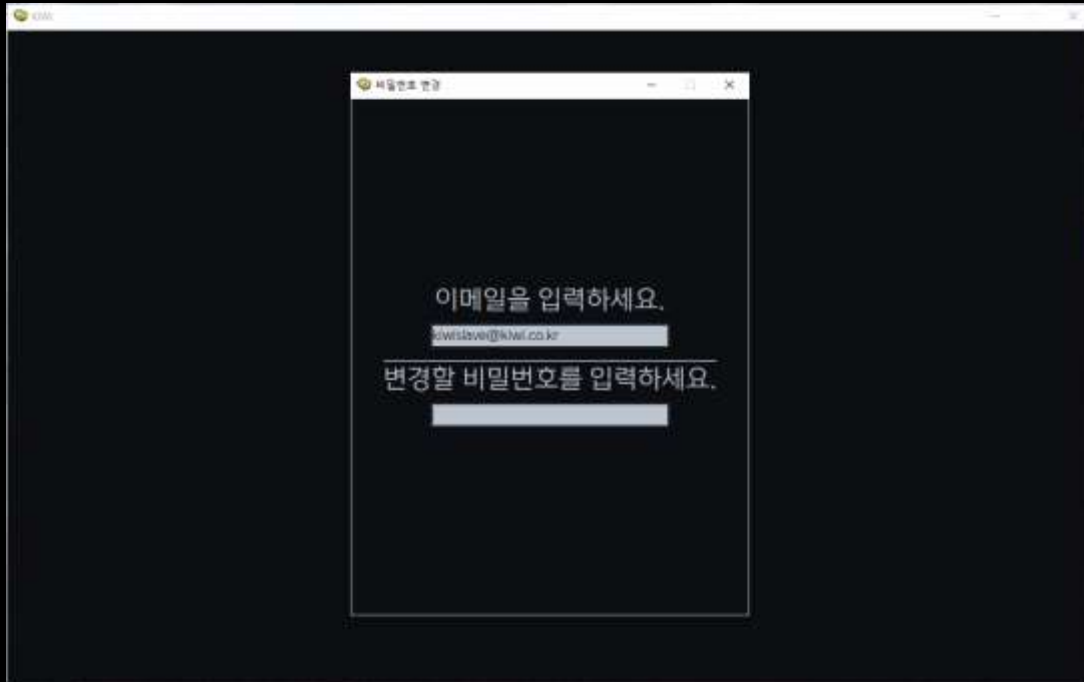 KIWI
비밀번호 변경
이메일을 입력하세요.
kiwislave@kiwi.co.kr
변경할 비밀번호를 입력하세요.